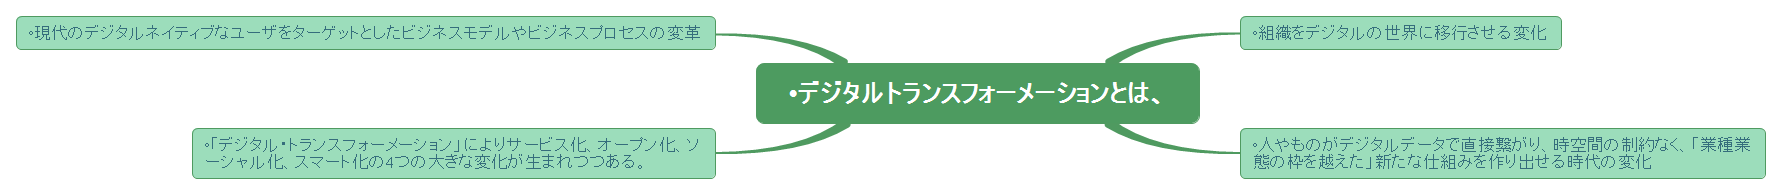 •デジタルトランスフォーメーションとは、
◦組織をデジタルの世界に移行させる変化
◦人やものがデジタルデータで直接繋がり、時空間の制約なく、「業種業
態の枠を越えた」新たな仕組みを作り出せる時代の変化
◦現代のデジタルネイティブなユーザをターゲットとしたビジネスモデルやビジネスプロセスの変革
◦「デジタル・トランスフォーメーション」によりサービス化、オープン化、ソ
ーシャル化、スマート化の4つの大きな変化が生まれつつある。